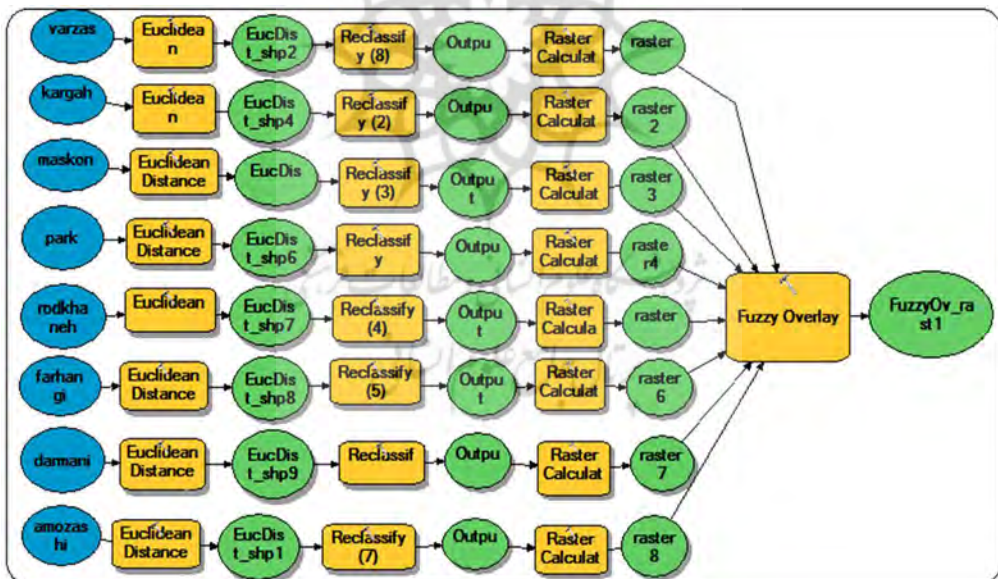 varzas
Euclidea
n
EucDis
t_shp2
Reclassif
y (8)
Outpu
Raster
Calculat
raster
kargah
Euclidea
n
EucDis
t_shp4
Reclassif
y (2)
Outpu
Raster
Calculat
raster
2
maskon
Euclidean
Distance
EucDis
Reclassif
y (3)
Outpu
t
Raster
Calculat
raster
3
park
Euclidean
Distance
EucDis
t_shp6
Reclassif
y
Outpu
Raster
Calculat
raste
r4
rodkha
neh
Euclidean
EucDis
t_shp7
Reclassify
(4)
Outpu
t
Raster
Calcula
raster
Fuzzy Overlay
FuzzyOv_ra
st1
farhan
gi
Euclidean
Distance
EucDis
t_shp8
Reclassify
(5)
Outpu
t
Raster
Calculat
raster
6
darmani
Euclidean
Distance
EucDis
t_shp9
Reclassif
Outpu
Raster
Calculat
raster
7
amozas
hi
Euclidean
Distance
EucDis
t_shp1
Reclassify
(7)
Outpu
Raster
Calculat
raster
8